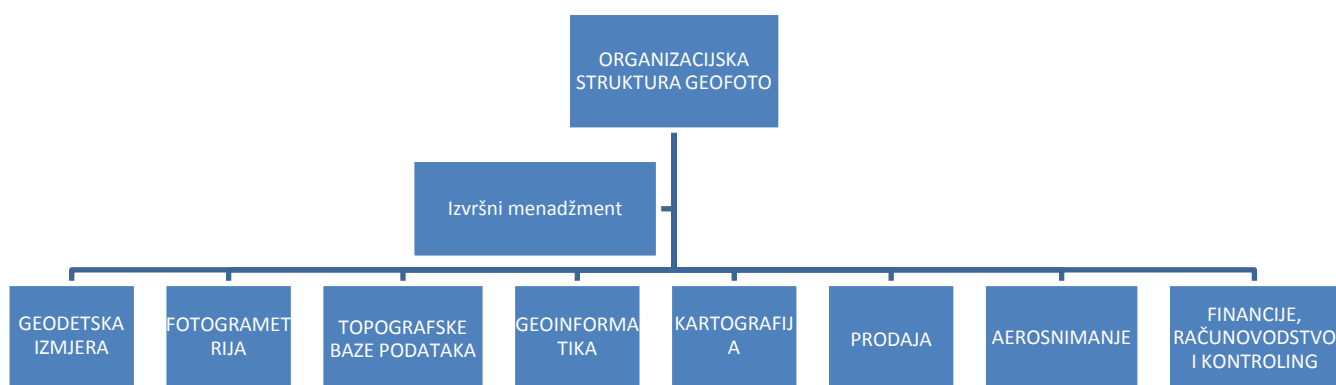 ORGANIZACIJSKA
STRUKTURA GEOFOTO
Izvršni menadžment
GEODETSKA
IZMJERA
FOTOGRAMET
RIJA
TOPOGRAFSKE
BAZE PODATAKA
GEOINFORMA
TIKA
KARTOGRAFIJ
A
PRODAJA
AEROSNIMANJE
FINANCIJE,
RAČUNOVODSTVO
I KONTROLING